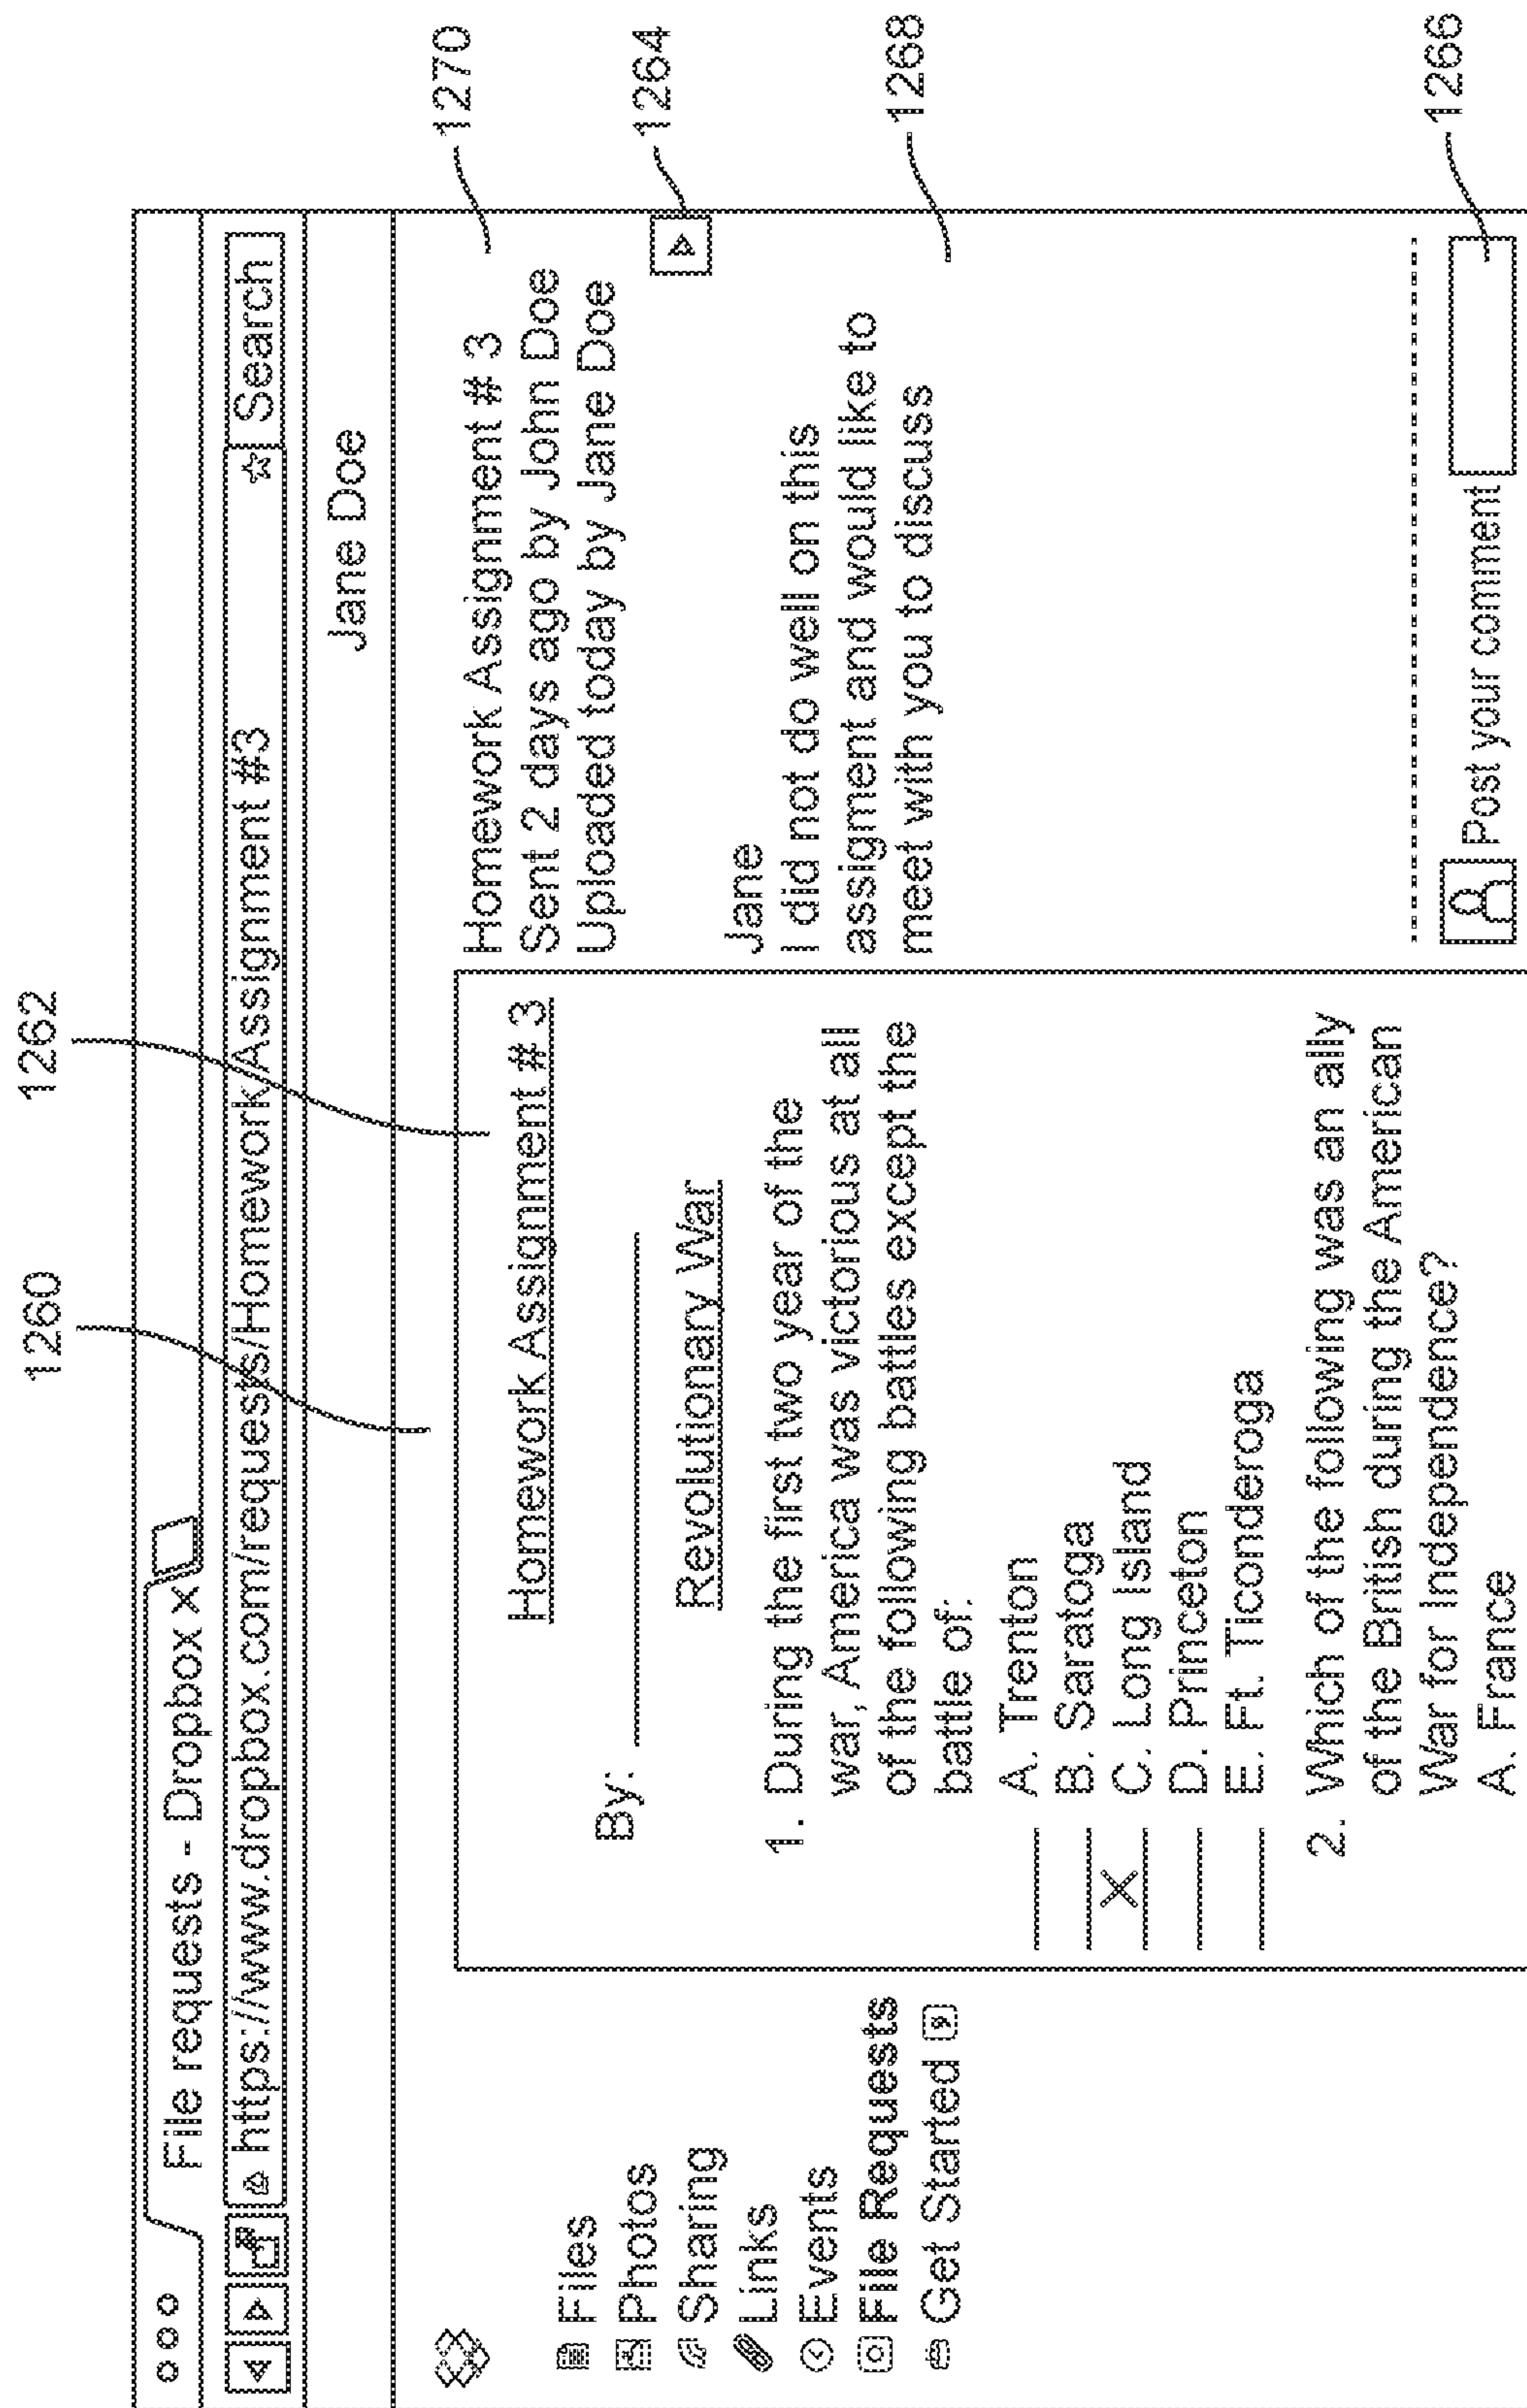 1260
1262
File requests - Dropbox x
https://www.dropbox.com/requests/HomeworkAssignment #3
Search
Jane Doe
Files
Photos
Sharing
Links
Events
File Requests
Get Started
Homework Assignment # 3
By:
Revolutionary War
1. During the first two year of the
war, America was victorious at all
of the following battles except the
battle of:
A. Trenton
B. Saratoga
X C. Long Island
D. Princeton
E. Ft. Ticonderoga
2. Which of the following was an ally
of the British during the American
War for Independence?
A. France
Homework Assignment # 3
Sent 2 days ago by John Doe
Uploaded today by Jane Doe
Jane
I did not do well on this
assigment and would like to
meet with you to discuss
Post your comment
1270
1264
1268
1266